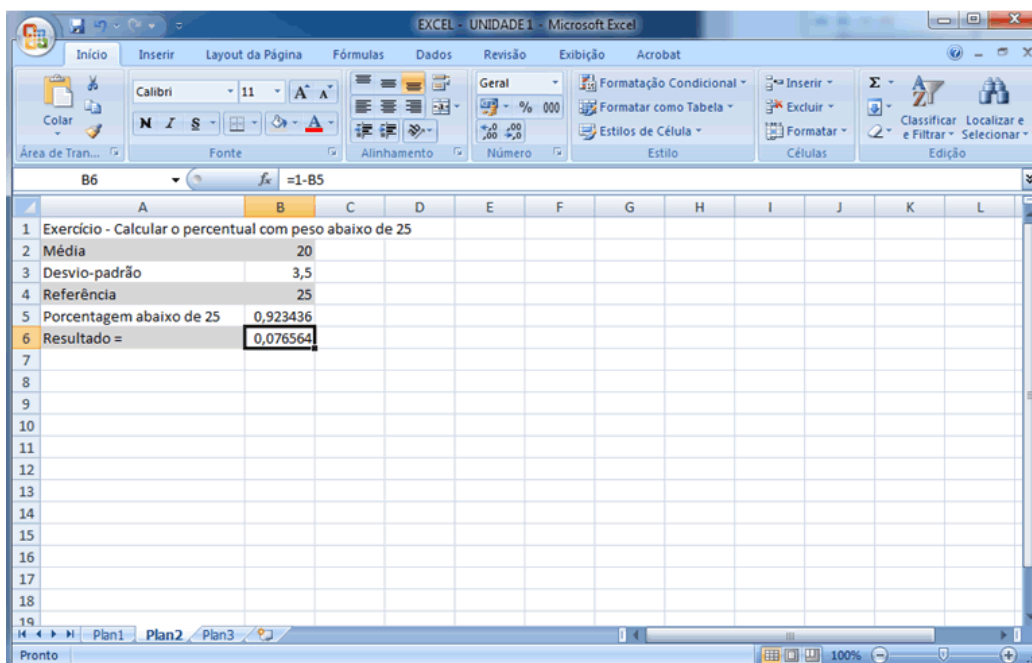 EXCEL - UNIDADE 1 - Microsoft Excel
Início Inserir Layout da Página Fórmulas Dados Revisão Exibição Acrobat
Colar
Calibri 11 A A
N I S A
Geral
% 000
,00 ,0
Formatação Condicional
Formatar como Tabela
Estilos de Célula
Inserir
Excluir
Formatar
Σ
Classificar e Filtrar
Localizar e Selecionar
Área de Tran... Fonte Alinhamento Número Estilo Células Edição
B6 fx =1-B5
A B C D E F G H I J K L
1 Exercício - Calcular o percentual com peso abaixo de 25
2 Média 20
3 Desvio-padrão 3,5
4 Referência 25
5 Porcentagem abaixo de 25 0,923436
6 Resultado = 0,076564
7
8
9
10
11
12
13
14
15
16
17
18
19
Plan1 Plan2 Plan3
Pronto 100%